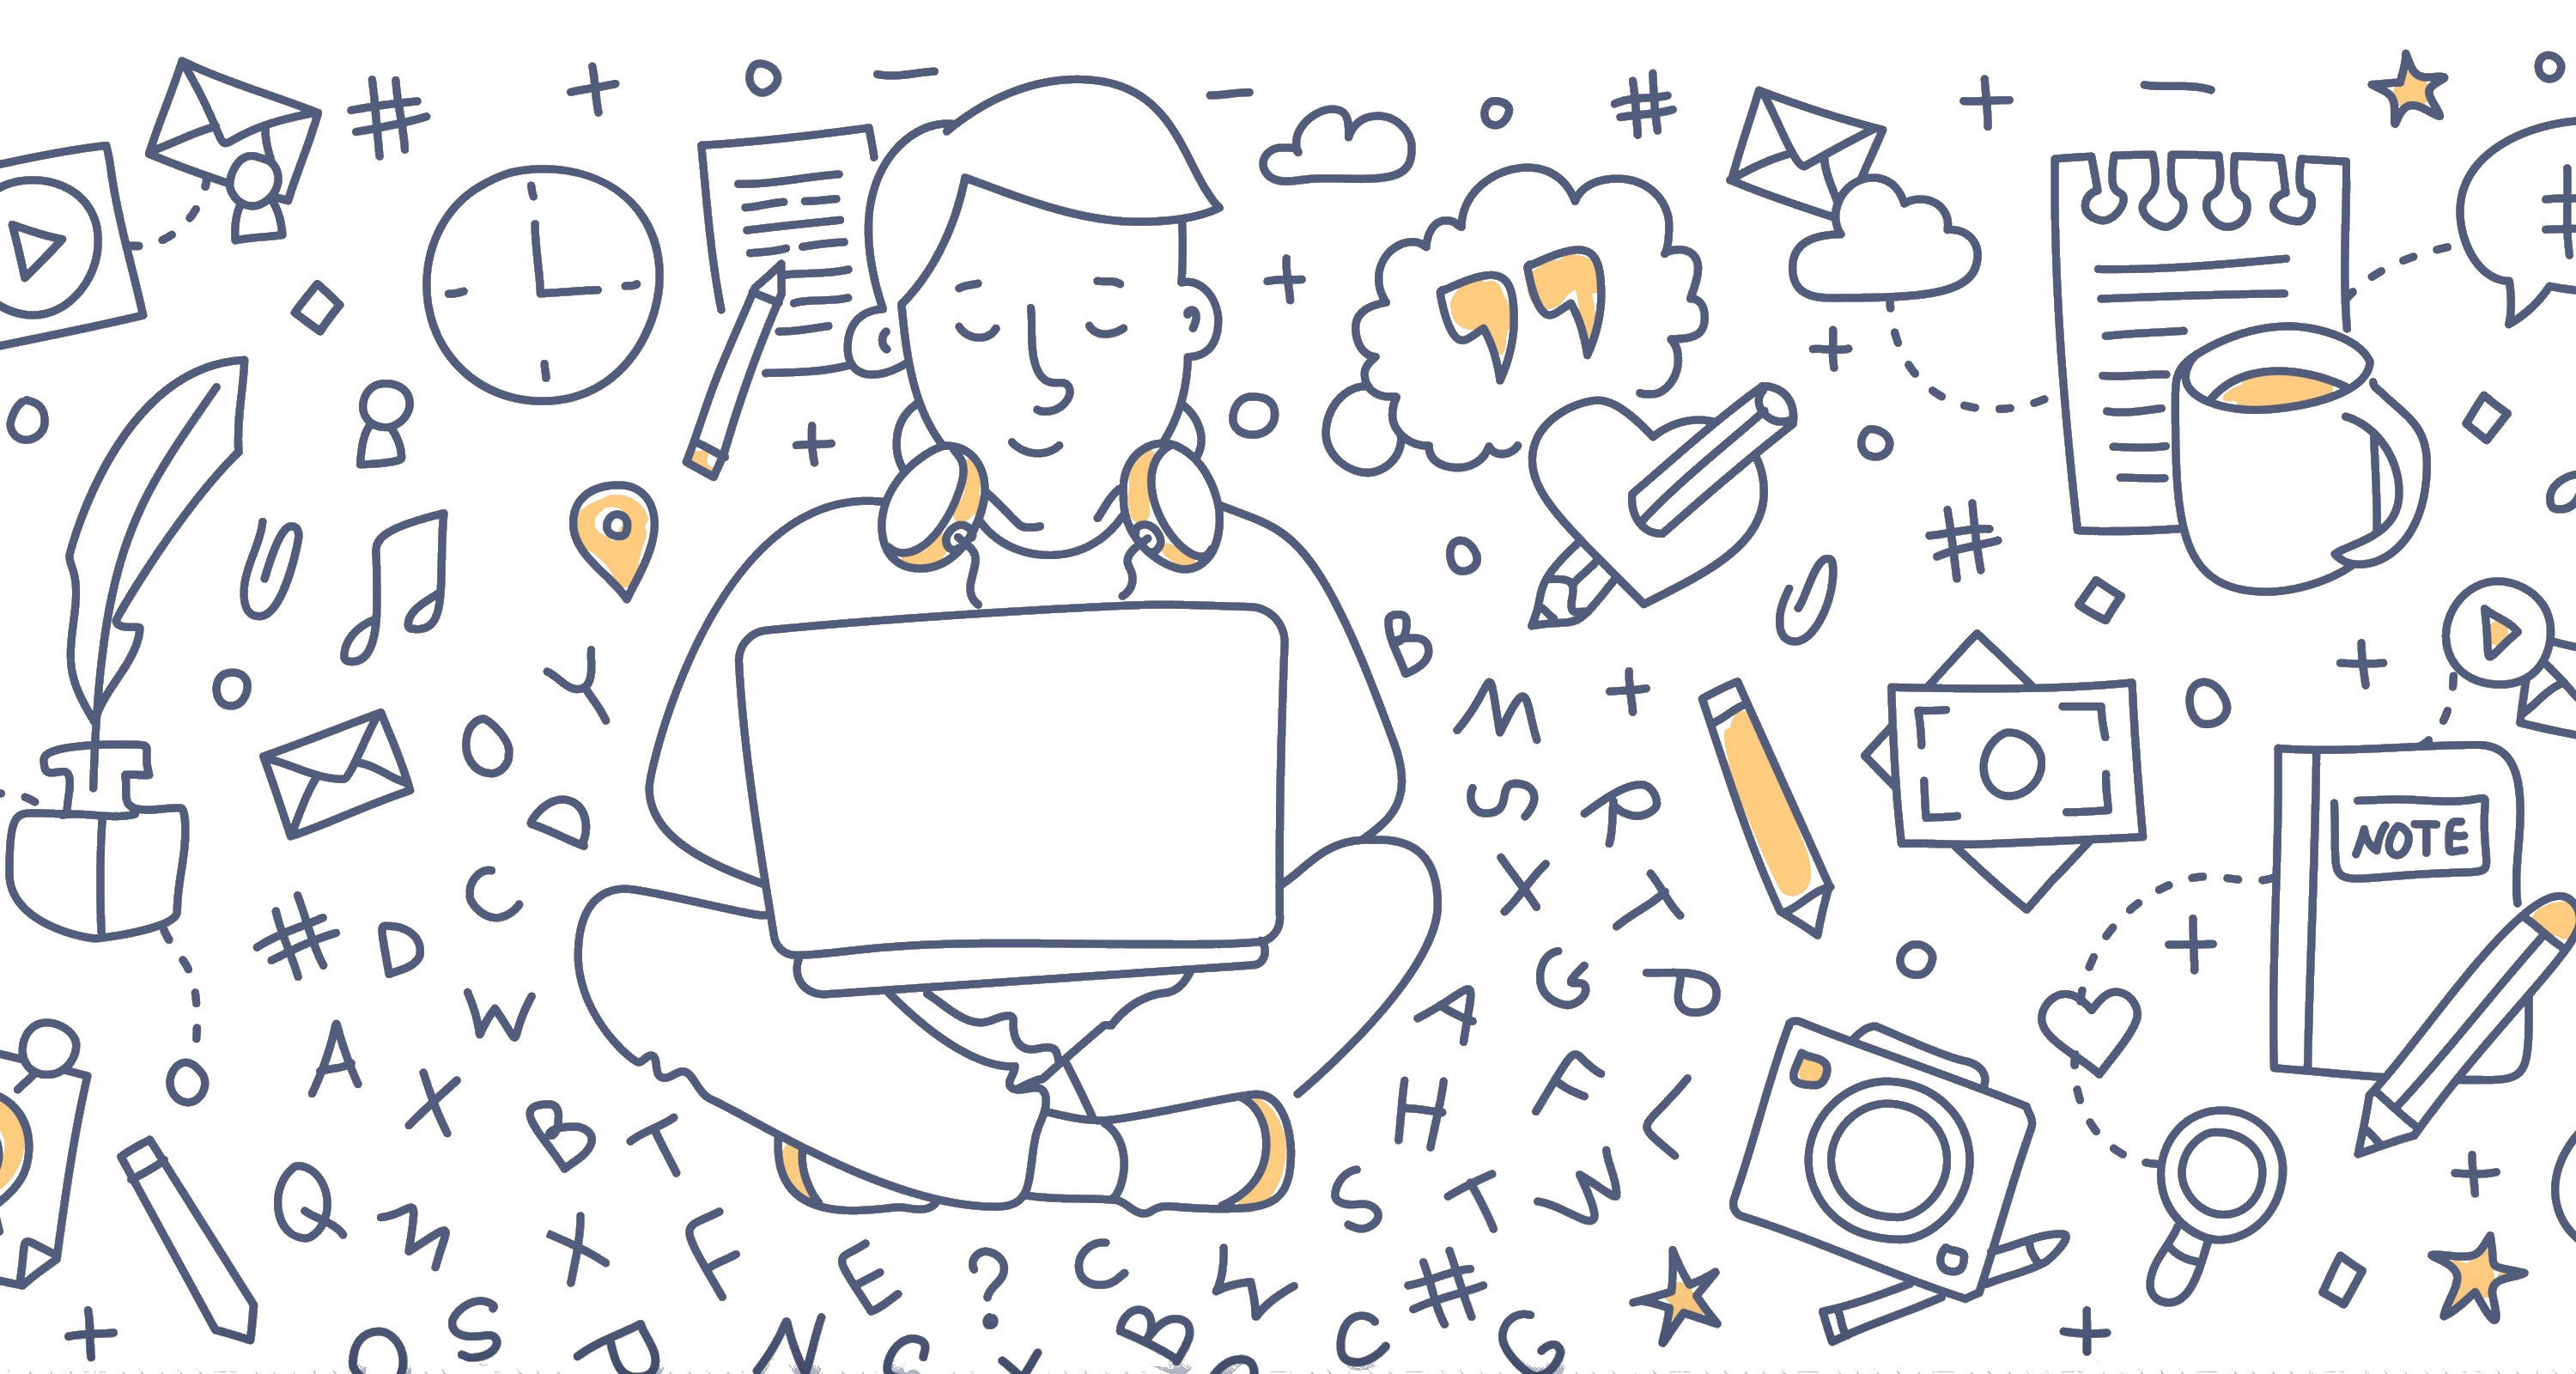 # # #
#
B
Y M
O S R
D NOTE
C X T
# D G P
W A
A X F H L
B T
Q S T W
M X F E ? C #
S P N B C G